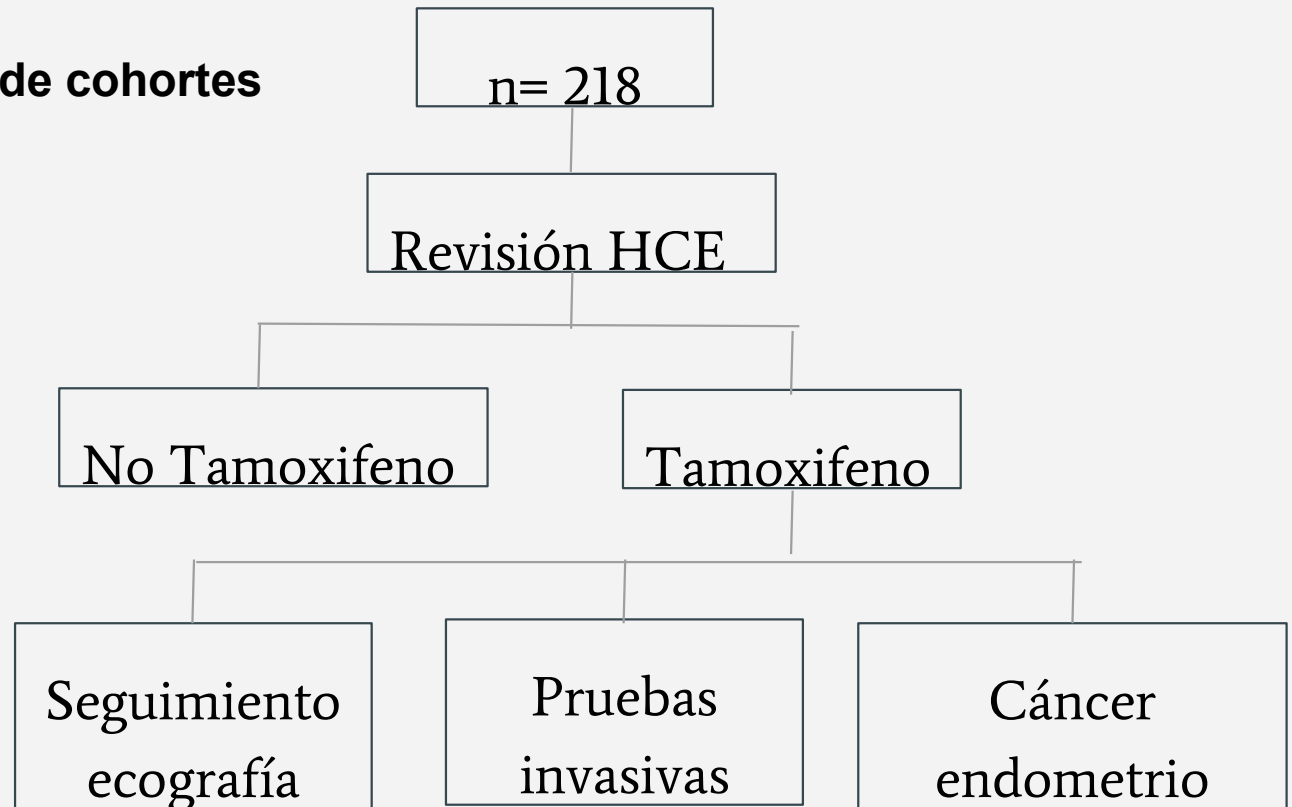 de cohortes
n= 218
Revisión HCE
No Tamoxifeno
Tamoxifeno
Seguimiento
ecografía
Pruebas
invasivas
Cáncer
endometrio